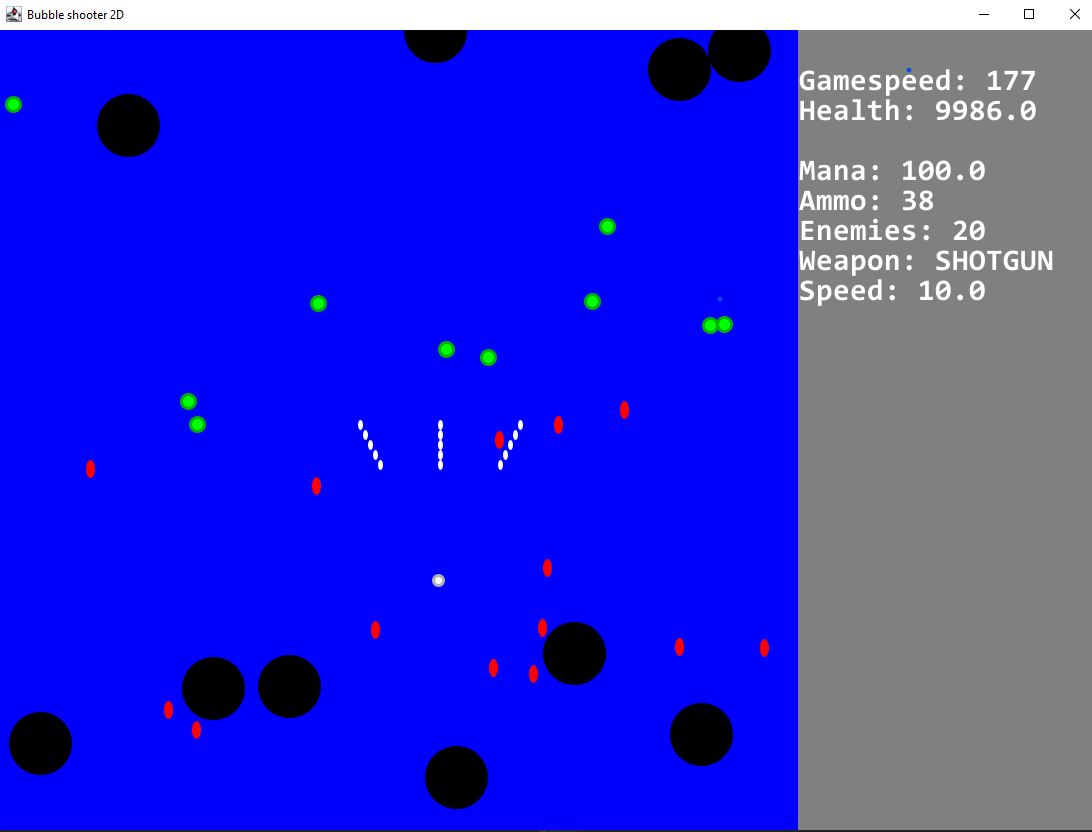 Bubble shooter 2D
Gamespeed: 177
Health: 9986.0
Mana: 100.0
Ammo: 38
Enemies: 20
Weapon: SHOTGUN
Speed: 10.0